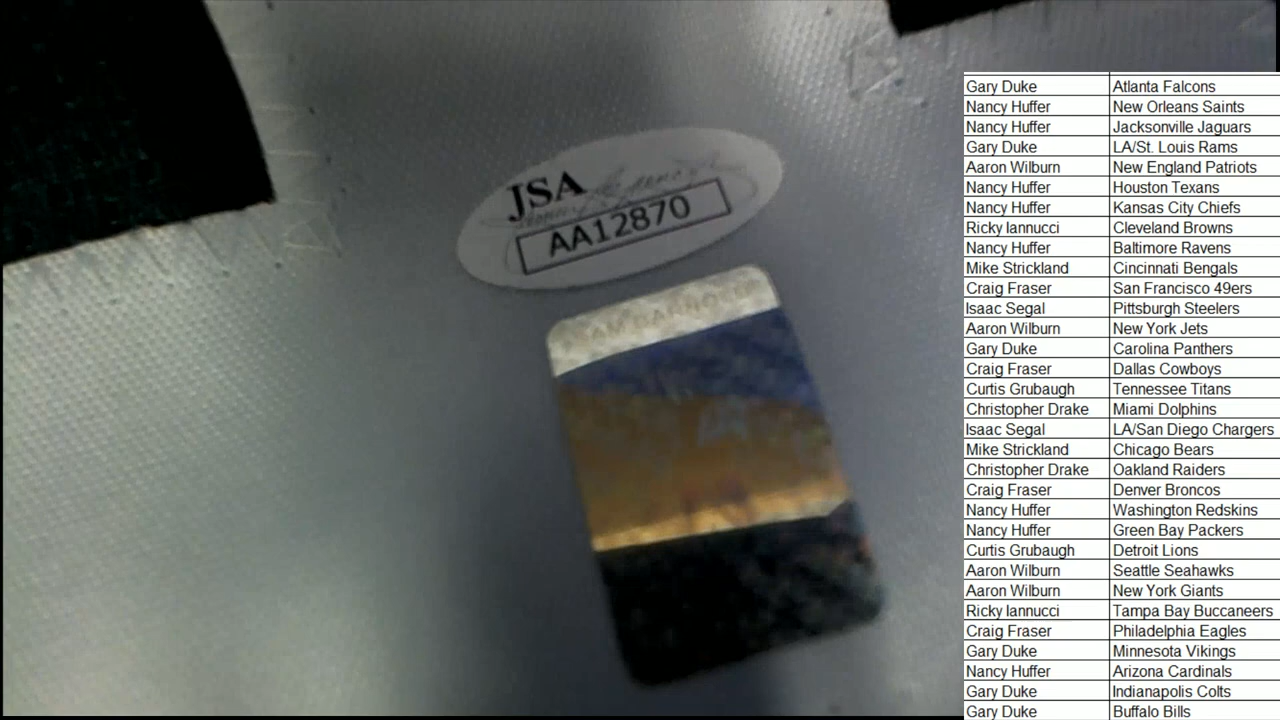 JSA
AA12870
Gary Duke Atlanta Falcons
Nancy Huffer New Orleans Saints
Nancy Huffer Jacksonville Jaguars
Gary Duke LA/St. Louis Rams
Aaron Wilburn New England Patriots
Nancy Huffer Houston Texans
Nancy Huffer Kansas City Chiefs
Ricky Iannucci Cleveland Browns
Nancy Huffer Baltimore Ravens
Mike Strickland Cincinnati Bengals
Craig Fraser San Francisco 49ers
Isaac Segal Pittsburgh Steelers
Aaron Wilburn New York Jets
Gary Duke Carolina Panthers
Craig Fraser Dallas Cowboys
Curtis Grubaugh Tennessee Titans
Christopher Drake Miami Dolphins
Isaac Segal LA/San Diego Chargers
Mike Strickland Chicago Bears
Christopher Drake Oakland Raiders
Craig Fraser Denver Broncos
Nancy Huffer Washington Redskins
Nancy Huffer Green Bay Packers
Curtis Grubaugh Detroit Lions
Aaron Wilburn Seattle Seahawks
Aaron Wilburn New York Giants
Ricky Iannucci Tampa Bay Buccaneers
Craig Fraser Philadelphia Eagles
Gary Duke Minnesota Vikings
Nancy Huffer Arizona Cardinals
Gary Duke Indianapolis Colts
Gary Duke Buffalo Bills